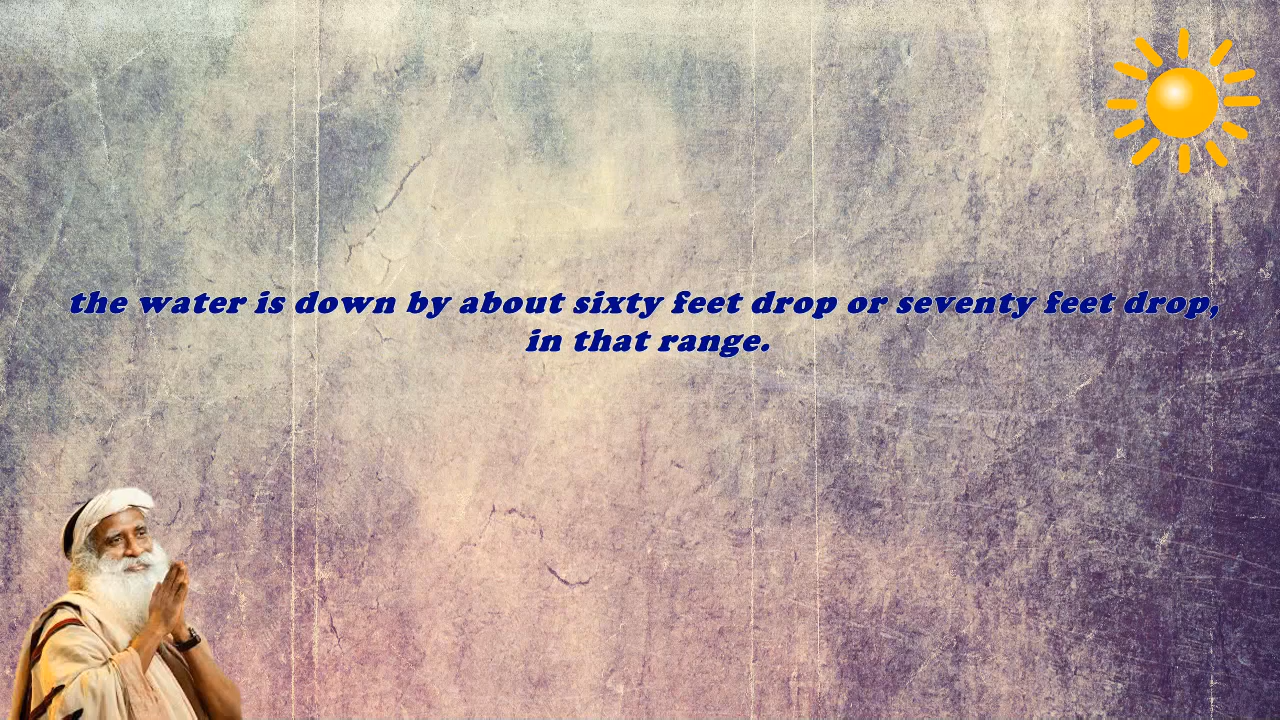 the water is down by about sixty feet drop or seventy feet drop,
in that range.